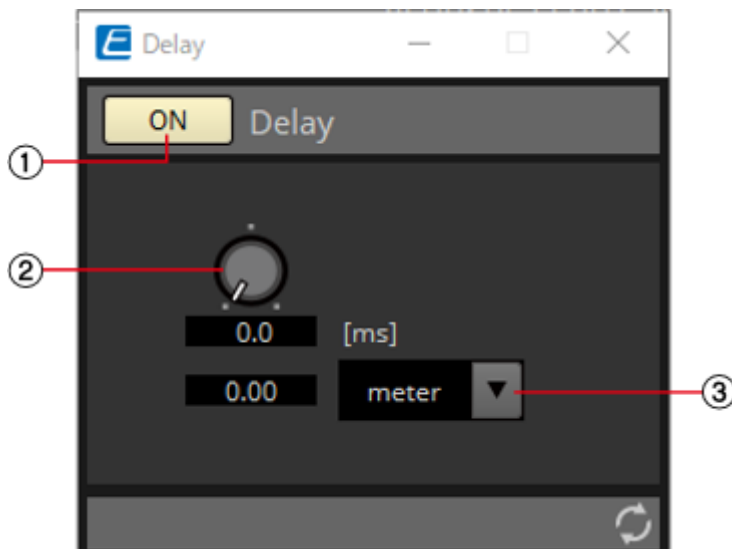 Delay
ON Delay
①
②
0.0 [ms]
0.00 meter
③